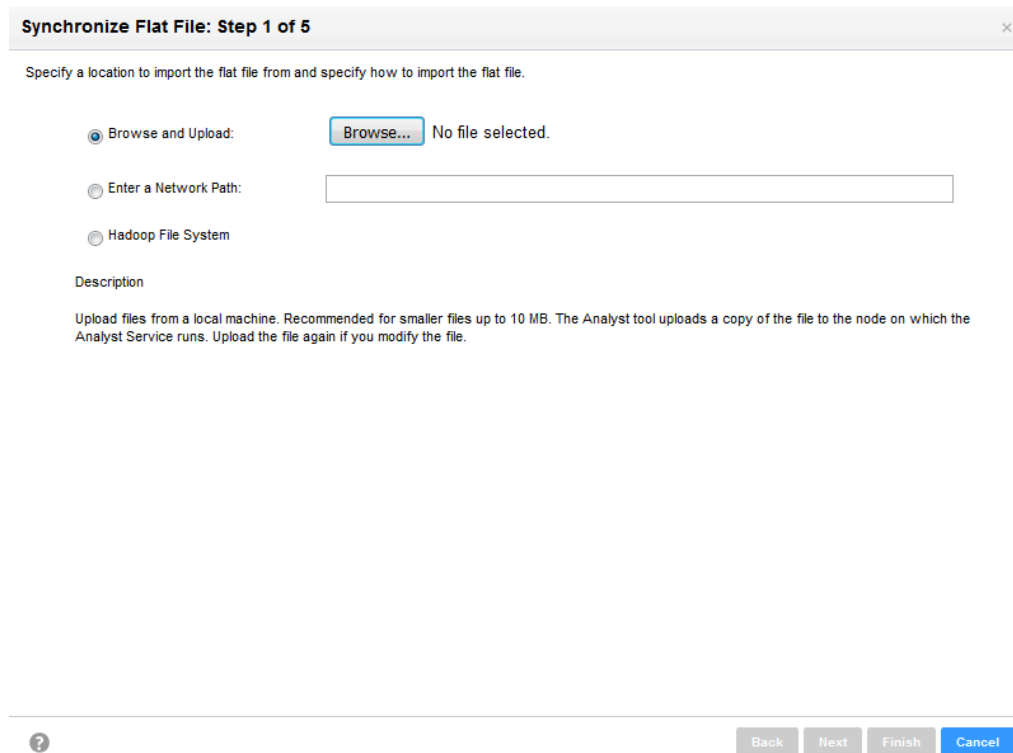 Synchronize Flat File: Step 1 of 5
×
Specify a location to import the flat file from and specify how to import the flat file.
Browse and Upload: Browse... No file selected.
Enter a Network Path:
Hadoop File System
Description
Upload files from a local machine. Recommended for smaller files up to 10 MB. The Analyst tool uploads a copy of the file to the node on which the
Analyst Service runs. Upload the file again if you modify the file.
? Back Next Finish Cancel